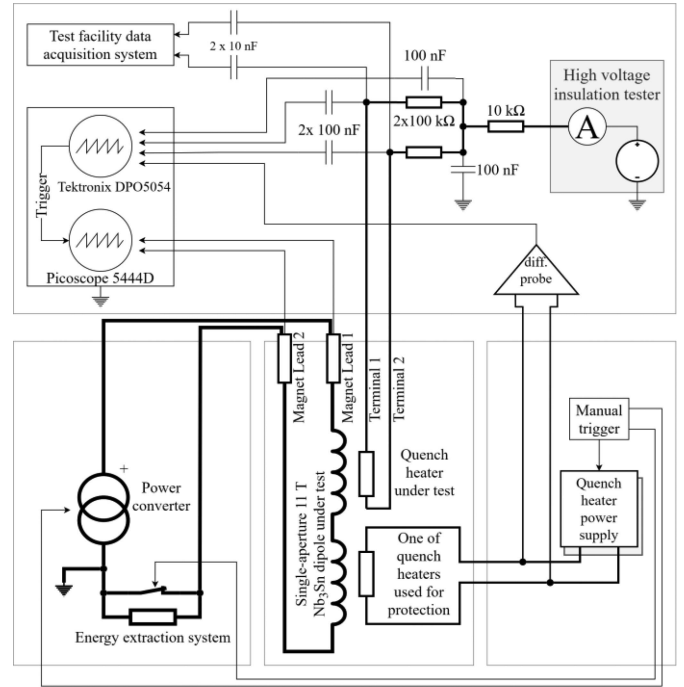 Test facility data
acquisition system
2 x 10 nF
100 nF
High voltage
insulation tester
10 kΩ
2x100 kΩ
A
+
-
2x 100 nF
100 nF
Tektronix DPO5054
Trigger
Picoscope 5444D
diff.
probe
Magnet Lead 2
Magnet Lead 1
Terminal 1
Terminal 2
Manual
trigger
+
Power
converter
Quench
heater
under test
Quench
heater
power
supply
Single-aperture 11 T
Nb3Sn dipole under test
One of
quench
heaters
used for
protection
Energy extraction system